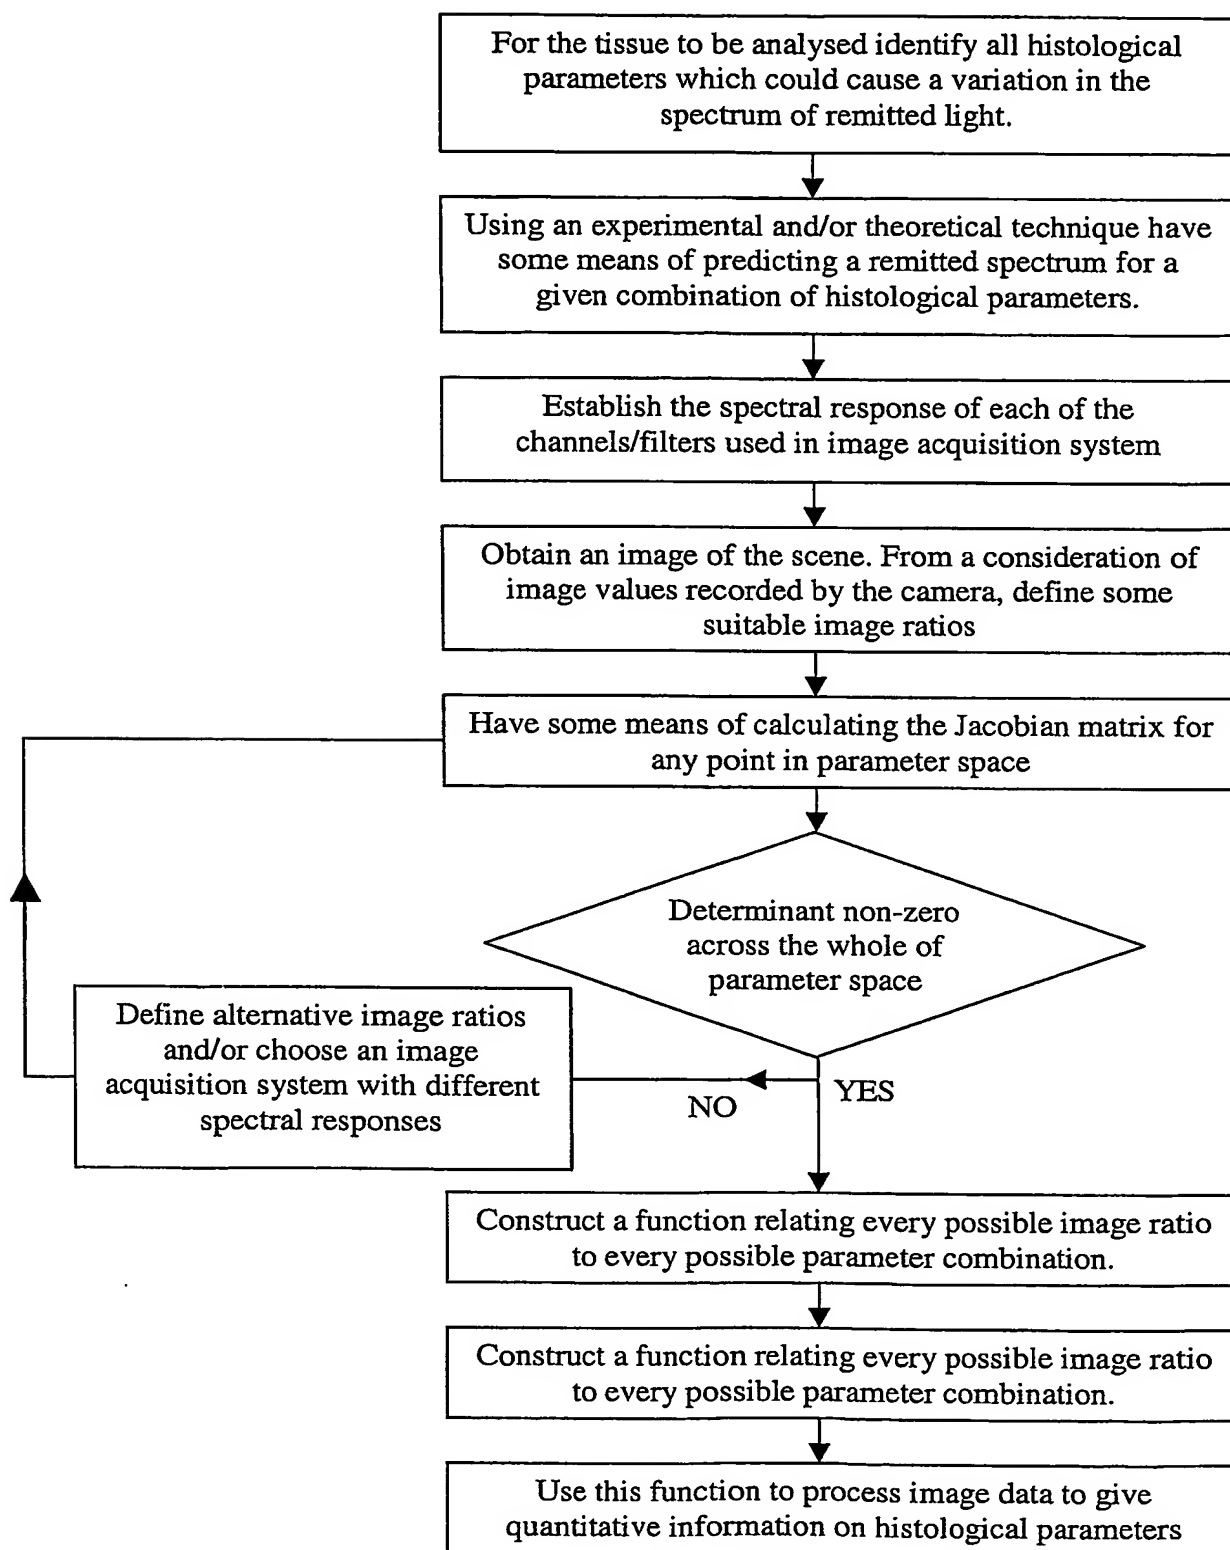 For the tissue to be analysed identify all histological
parameters which could cause a variation in the
spectrum of remitted light.
Using an experimental and/or theoretical technique have
some means of predicting a remitted spectrum for a
given combination of histological parameters.
Establish the spectral response of each of the
channels/filters used in image acquisition system
Obtain an image of the scene. From a consideration of
image values recorded by the camera, define some
suitable image ratios
Have some means of calculating the Jacobian matrix for
any point in parameter space
Determinant non-zero
across the whole of
parameter space
Define alternative image ratios
and/or choose an image
acquisition system with different
spectral responses
NO
YES
Construct a function relating every possible image ratio
to every possible parameter combination.
Construct a function relating every possible image ratio
to every possible parameter combination.
Use this function to process image data to give
quantitative information on histological parameters